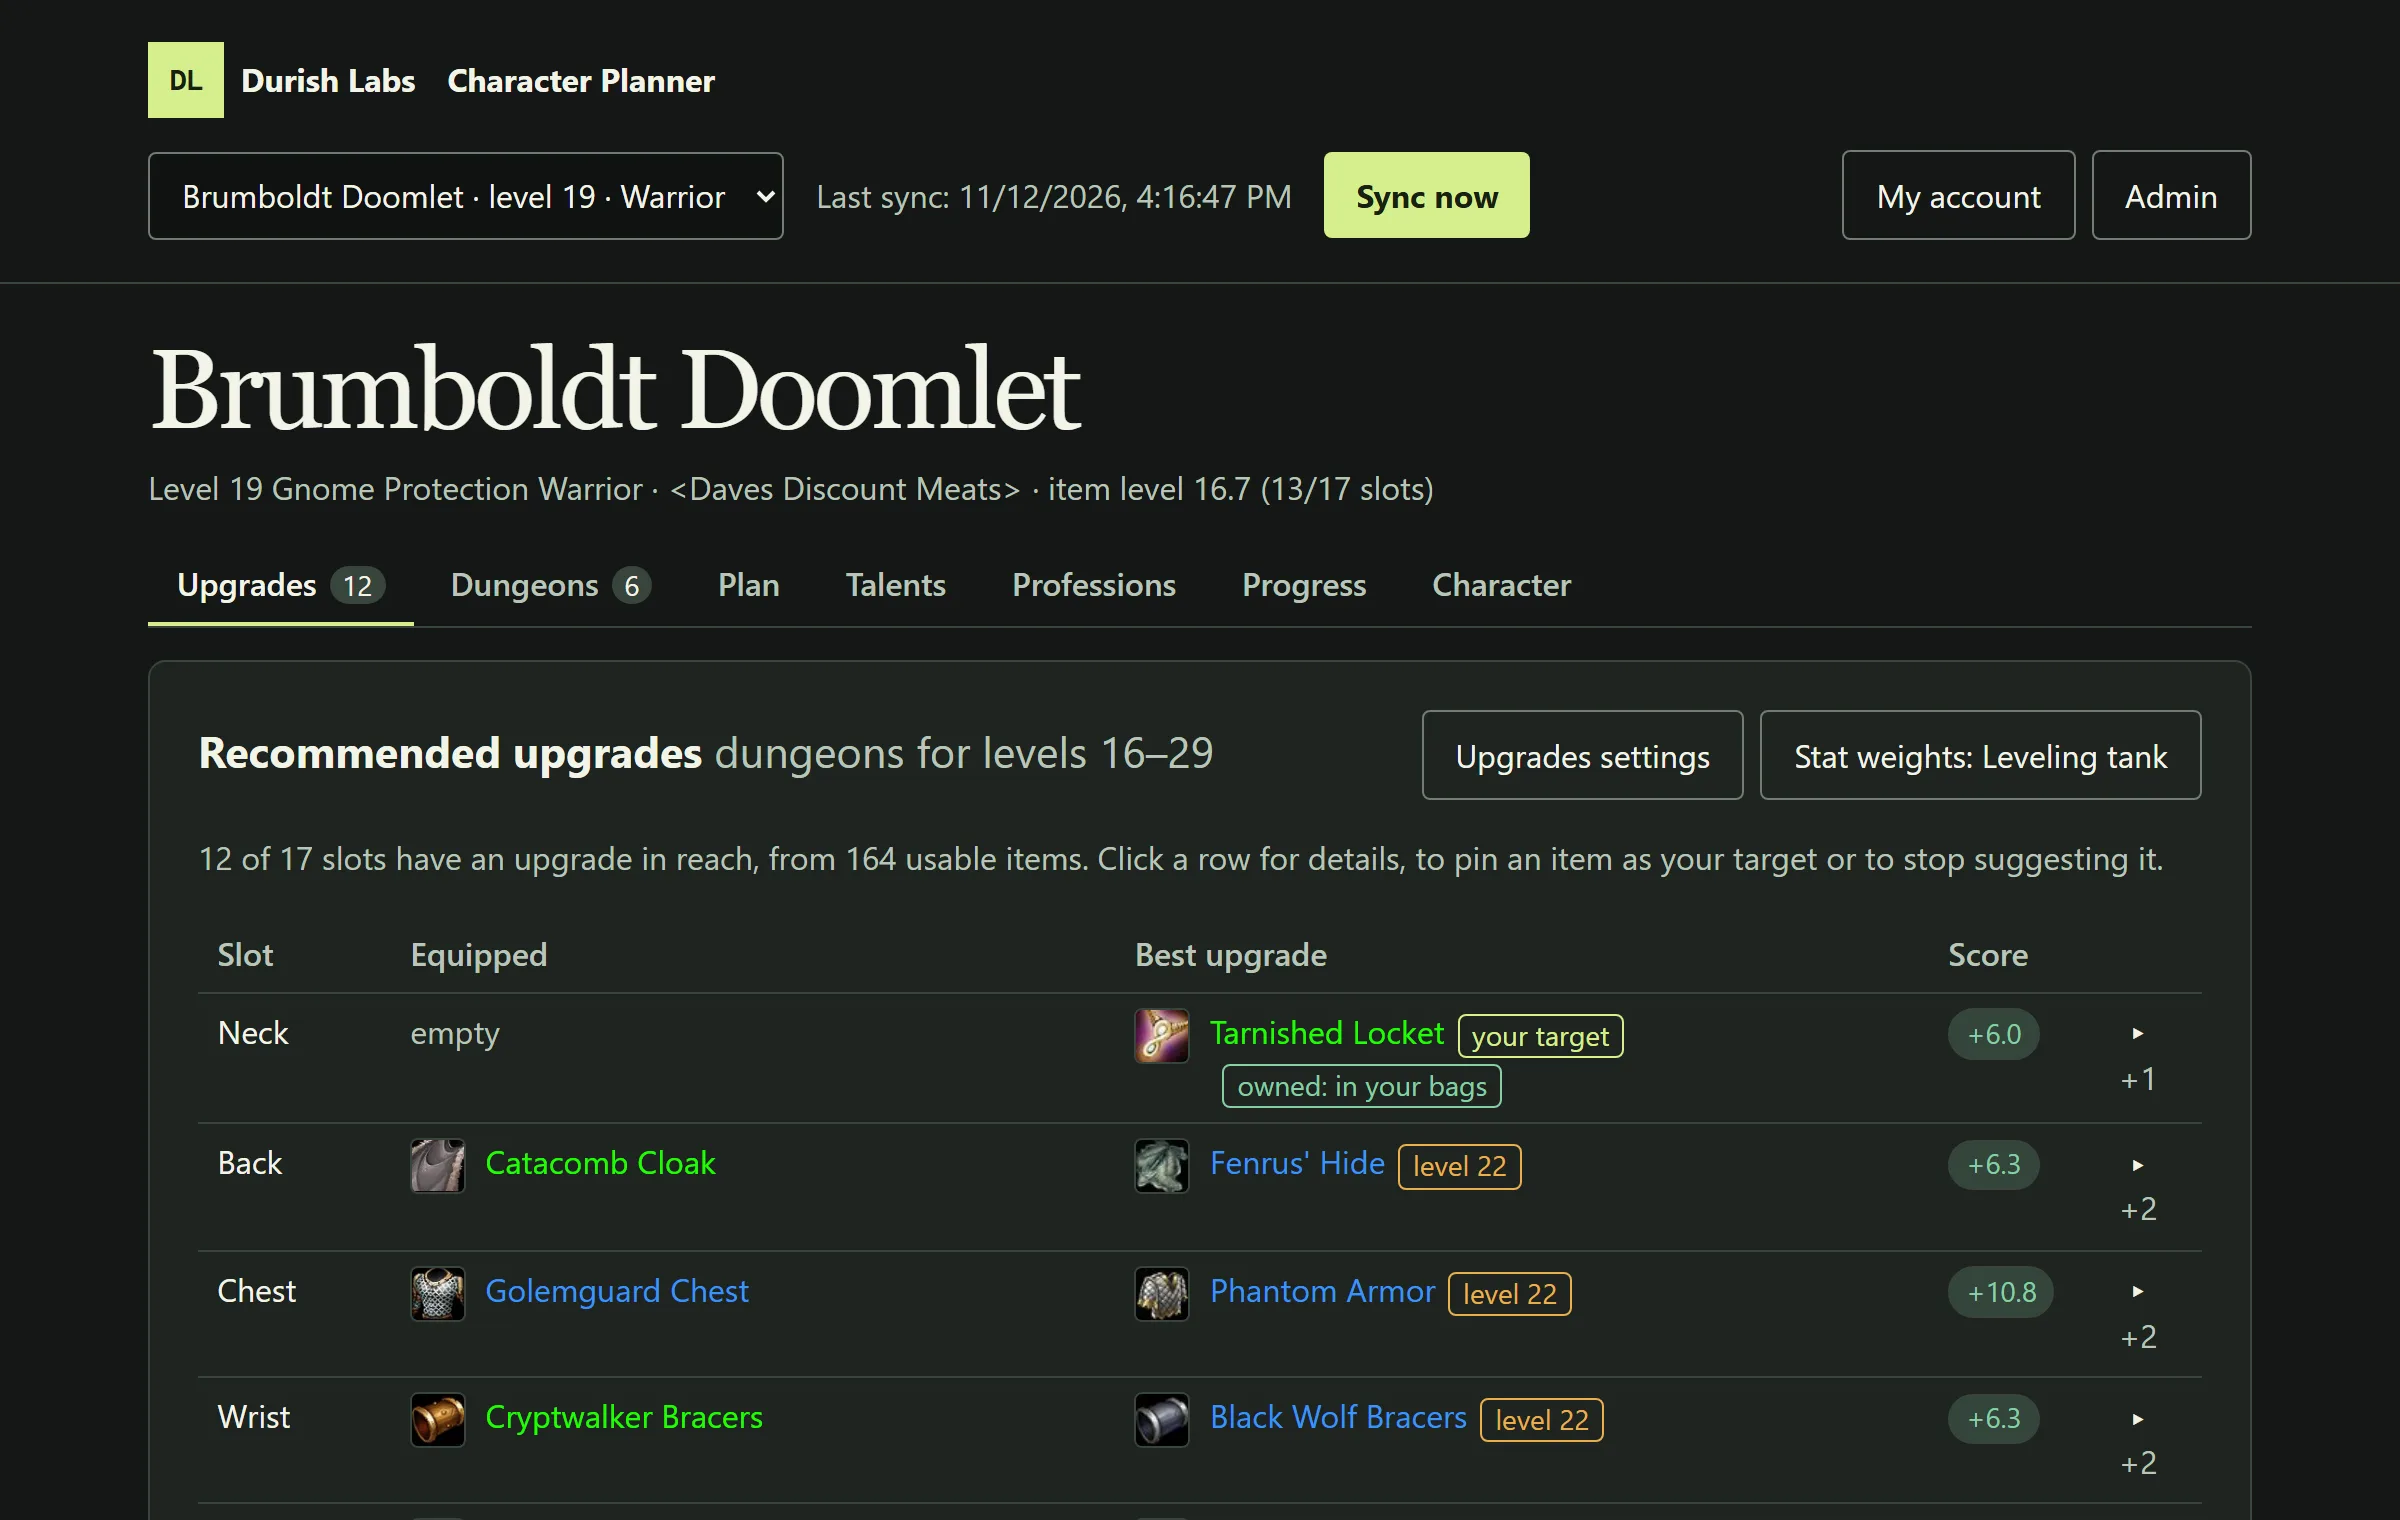 DL Durish Labs Character Planner
Brumboldt Doomlet · level 19 · Warrior Last sync: 11/12/2026, 4:16:47 PM Sync now My account Admin
Brumboldt Doomlet
Level 19 Gnome Protection Warrior · <Daves Discount Meats> · item level 16.7 (13/17 slots)
Upgrades 12 Dungeons 6 Plan Talents Professions Progress Character
Recommended upgrades dungeons for levels 16–29 Upgrades settings Stat weights: Leveling tank
12 of 17 slots have an upgrade in reach, from 164 usable items. Click a row for details, to pin an item as your target or to stop suggesting it.
Slot Equipped Best upgrade Score
Neck empty Tarnished Locket your target +6.0
owned: in your bags +1
Back Catacomb Cloak Fenrus' Hide level 22 +6.3
+2
Chest Golemguard Chest Phantom Armor level 22 +10.8
+2
Wrist Cryptwalker Bracers Black Wolf Bracers level 22 +6.3
+2